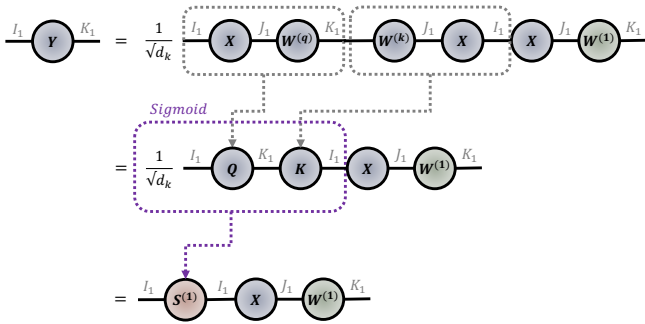 I₁ Y K₁ = 1/√dₖ I₁ X J₁ W⁽q⁾ K₁ W⁽ᵏ⁾ J₁ X I₁ X J₁ W⁽¹⁾ K₁
Sigmoid
= 1/√dₖ I₁ Q K₁ K I₁ X J₁ W⁽¹⁾ K₁
= I₁ S⁽¹⁾ I₁ X J₁ W⁽¹⁾ K₁